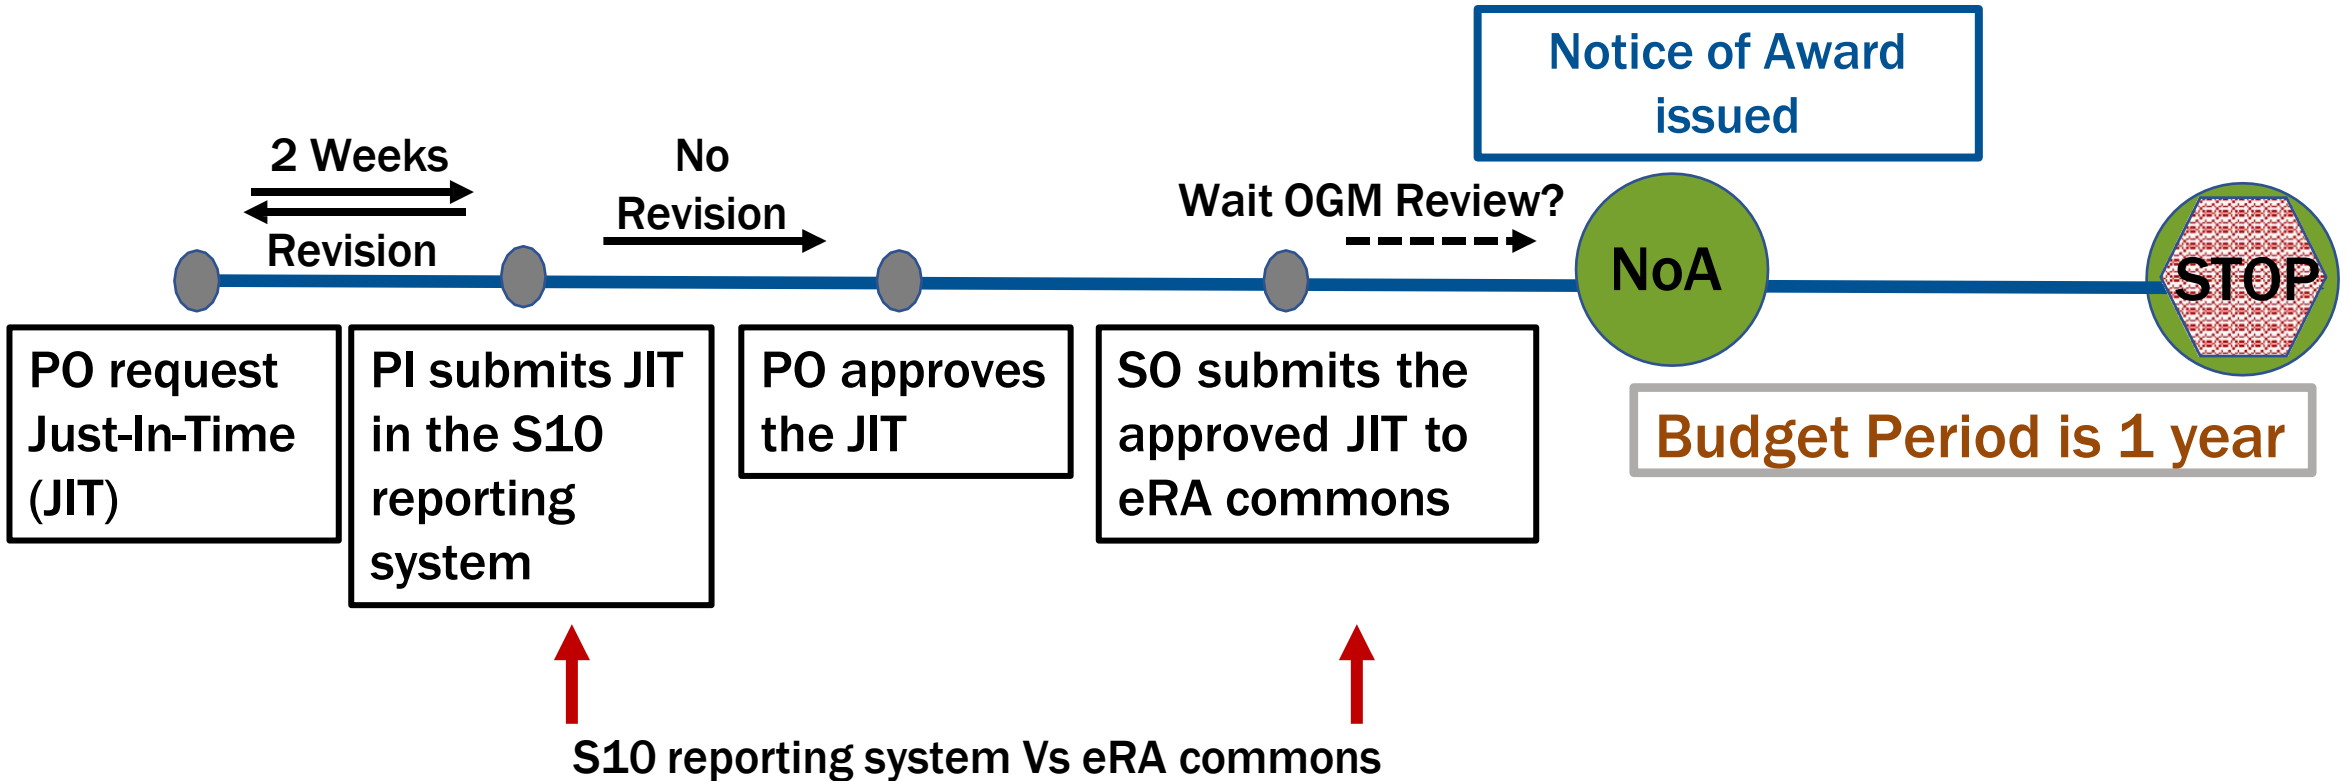 Notice of Award
issued
2 Weeks
Revision
No
Revision
Wait OGM Review?
NoA
STOP
PO request
Just-In-Time
(JIT)
PI submits JIT
in the S10
reporting
system
PO approves
the JIT
SO submits the
approved JIT to
eRA commons
Budget Period is 1 year
S10 reporting system Vs eRA commons